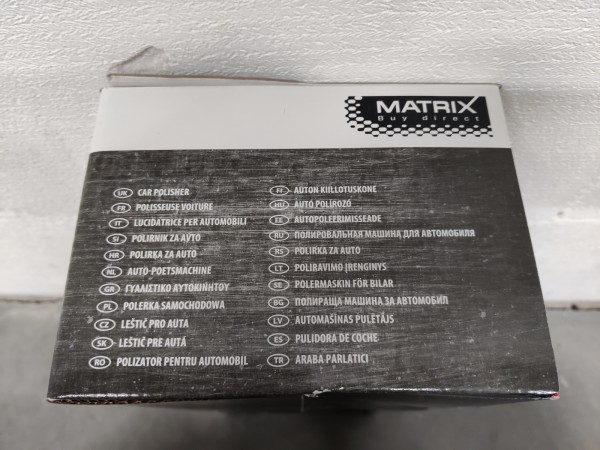 MATRIX
Buy direct
UK CAR POLISHER
FR POLISSEUSE VOITURE
IT LUCIDATRICE PER AUTOMOBILI
SI POLIRNIK ZA AVTO
HR POLIRKA ZA AUTO
NL AUTO-POETSMACHINE
GR ΓΥΑΛΙΣΤΙΚΟ ΑΥΤΟΚΙΝΗΤΟΥ
PL POLERKA SAMOCHODOWA
CZ LEŠTIČ PRO AUTA
SK LEŠTIČ PRE AUTÁ
RO POLIZATOR PENTRU AUTOMOBIL
FI AUTON KIILLOTUSKONE
HU AUTÓ POLÍROZÓ
EE AUTOPOLEERIMISSEADE
RU ПОЛИРОВАЛЬНАЯ МАШИНА ДЛЯ АВТОМОБИЛЯ
RS POLIRKA ZA AUTO
LT POLIRAVIMO ĮRENGINYS
SE POLERMASKIN FÖR BILAR
BG ПОЛИРАЩА МАШИНА ЗА АВТОМОБИЛ
LV AUTOMAŠĪNAS PULĒTĀJS
ES PULIDORA DE COCHE
TR ARABA PARLATICI